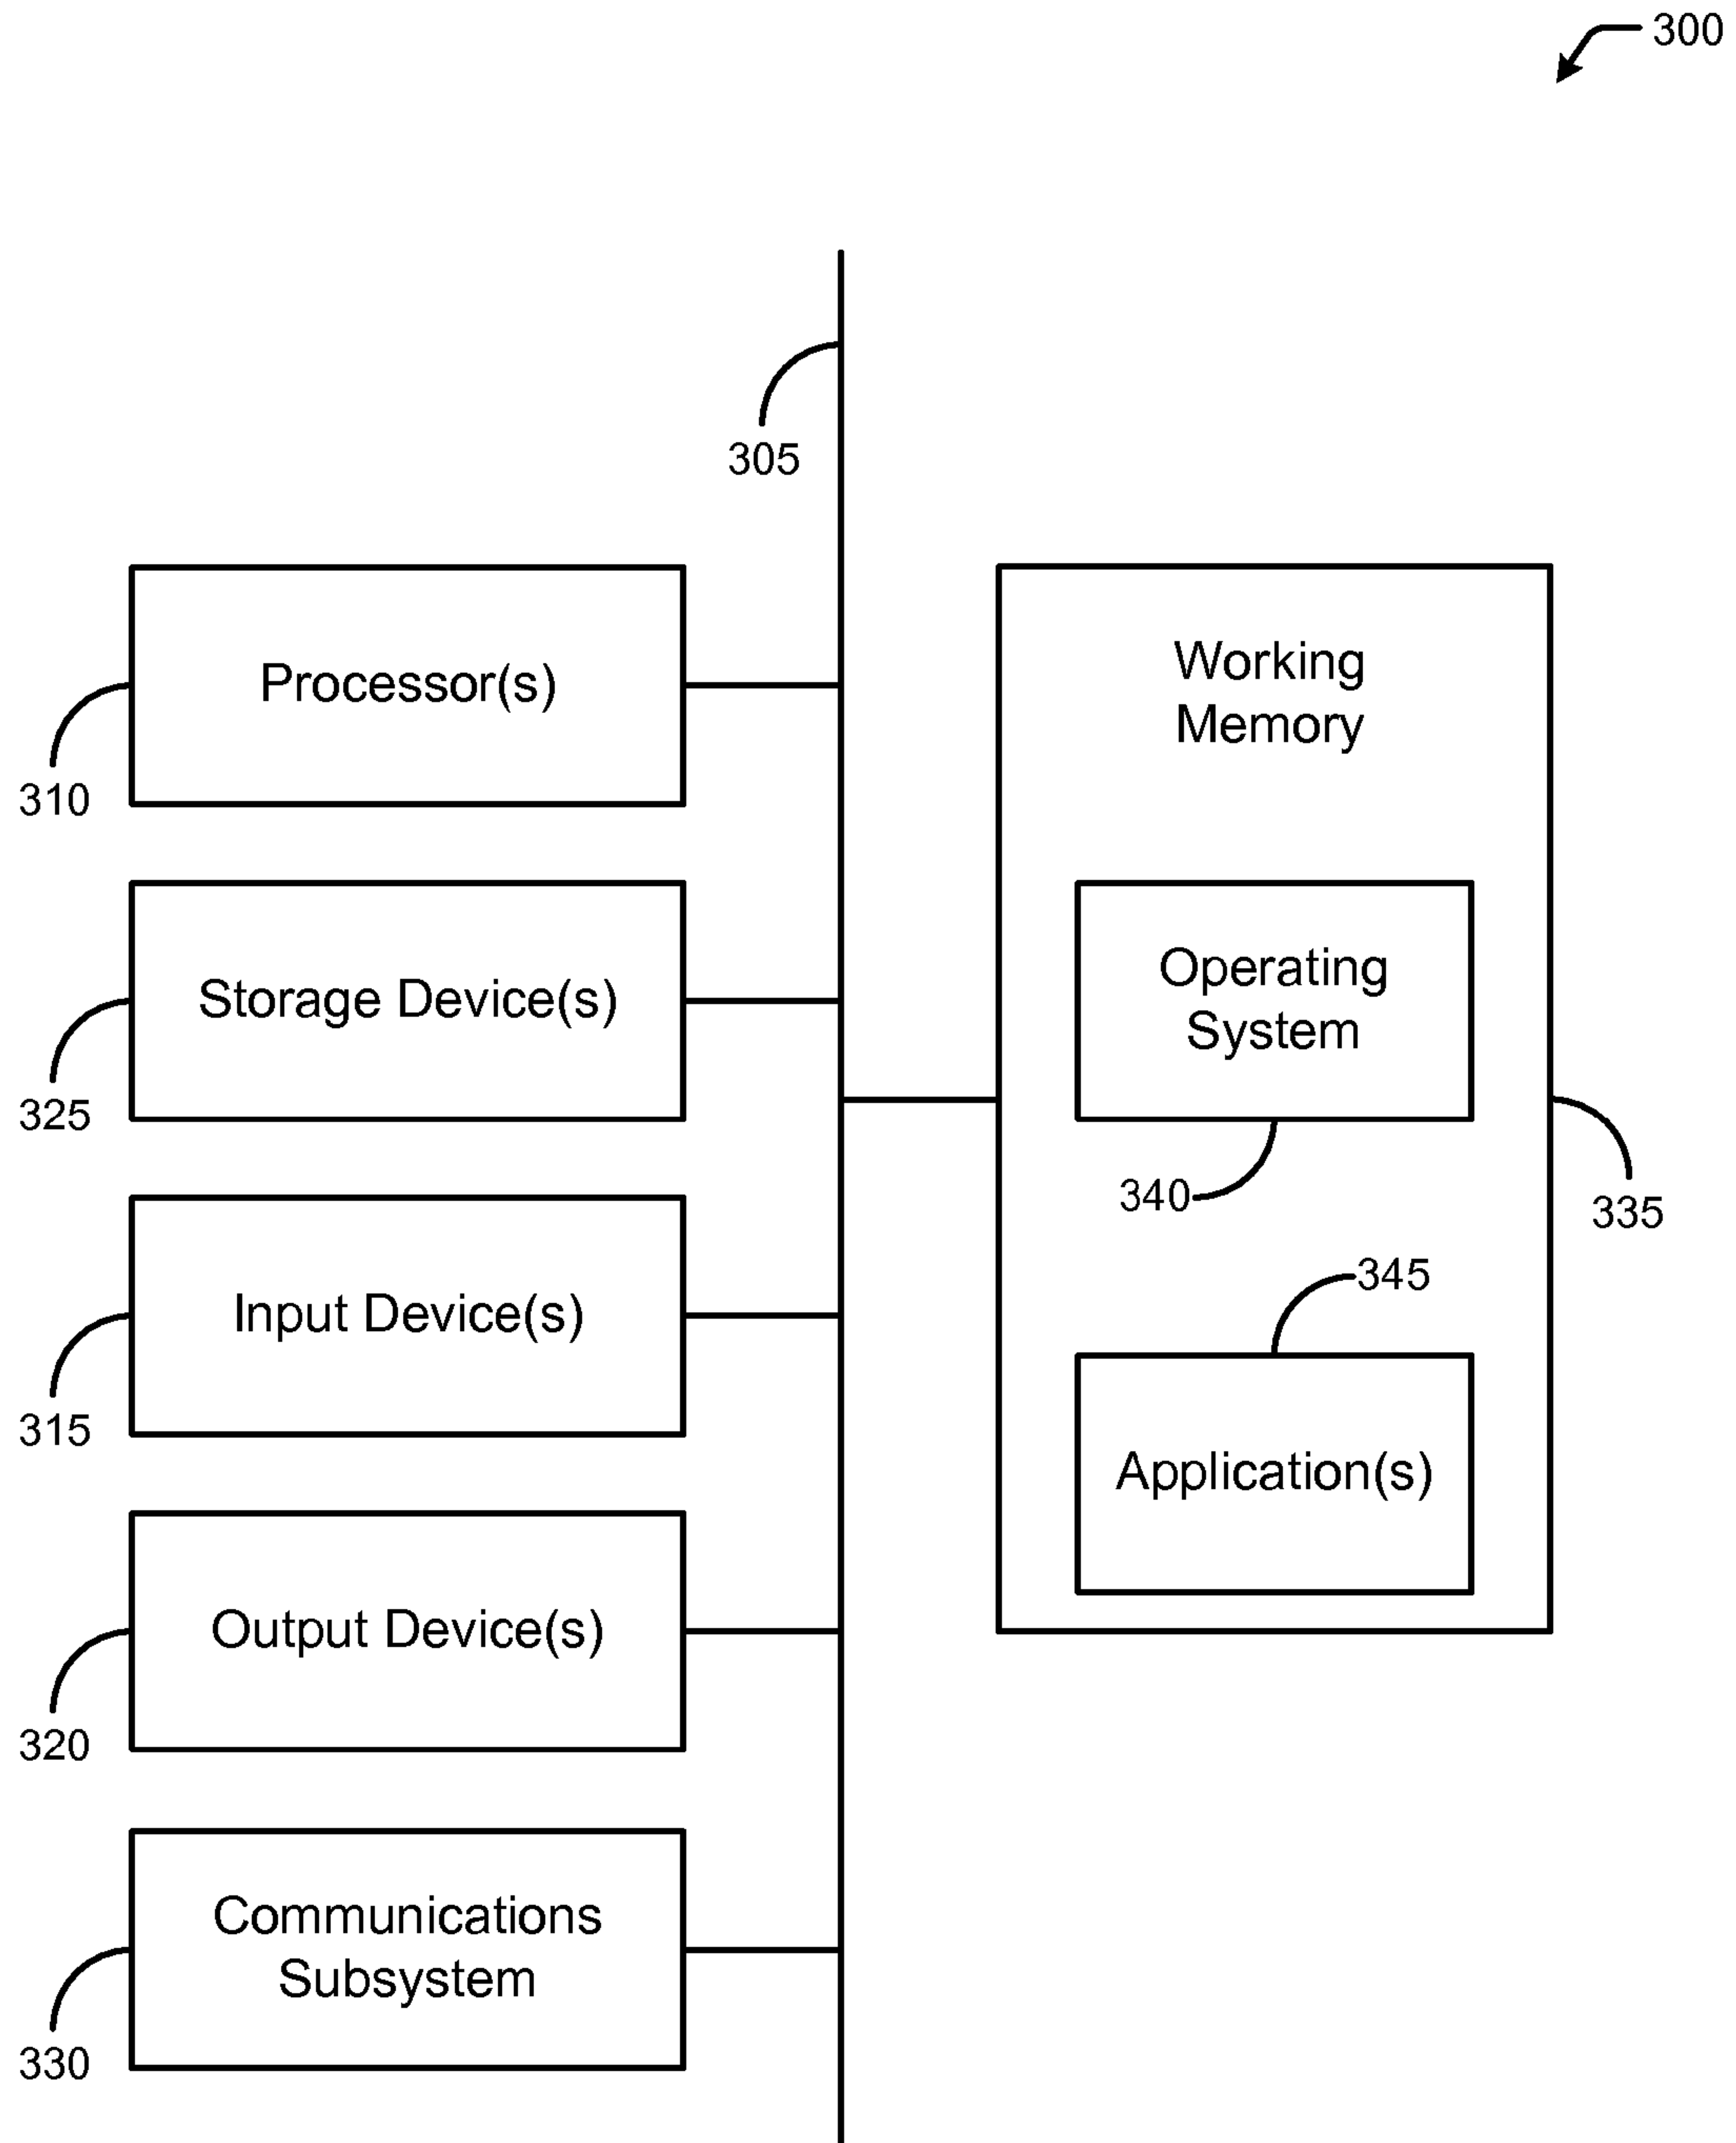 300
305
Processor(s)
310
Storage Device(s)
325
Input Device(s)
315
Output Device(s)
320
Communications
Subsystem
330
Working
Memory
Operating
System
340
335
345
Application(s)